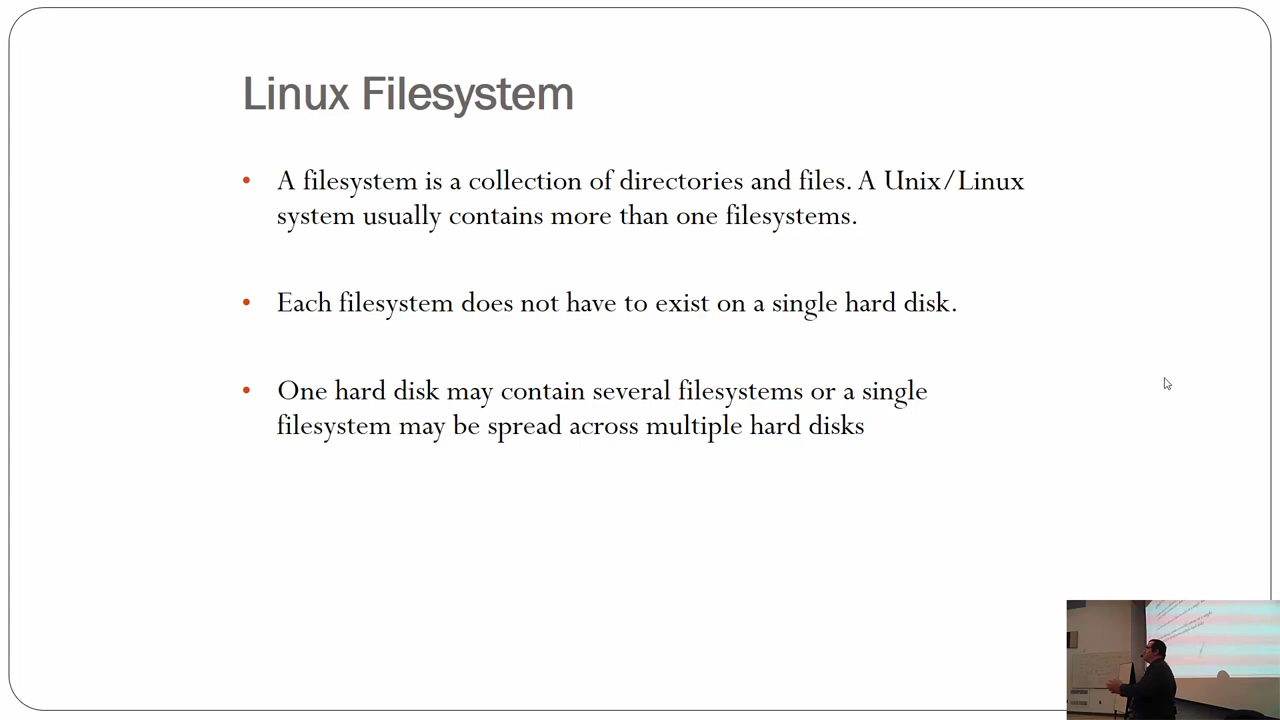 Linux Filesystem
• A filesystem is a collection of directories and files. A Unix/Linux
system usually contains more than one filesystems.
• Each filesystem does not have to exist on a single hard disk.
• One hard disk may contain several filesystems or a single
filesystem may be spread across multiple hard disks